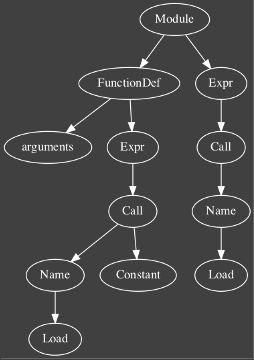 Module
FunctionDef Expr
arguments Expr Call
Call Name
Name Constant Load
Load